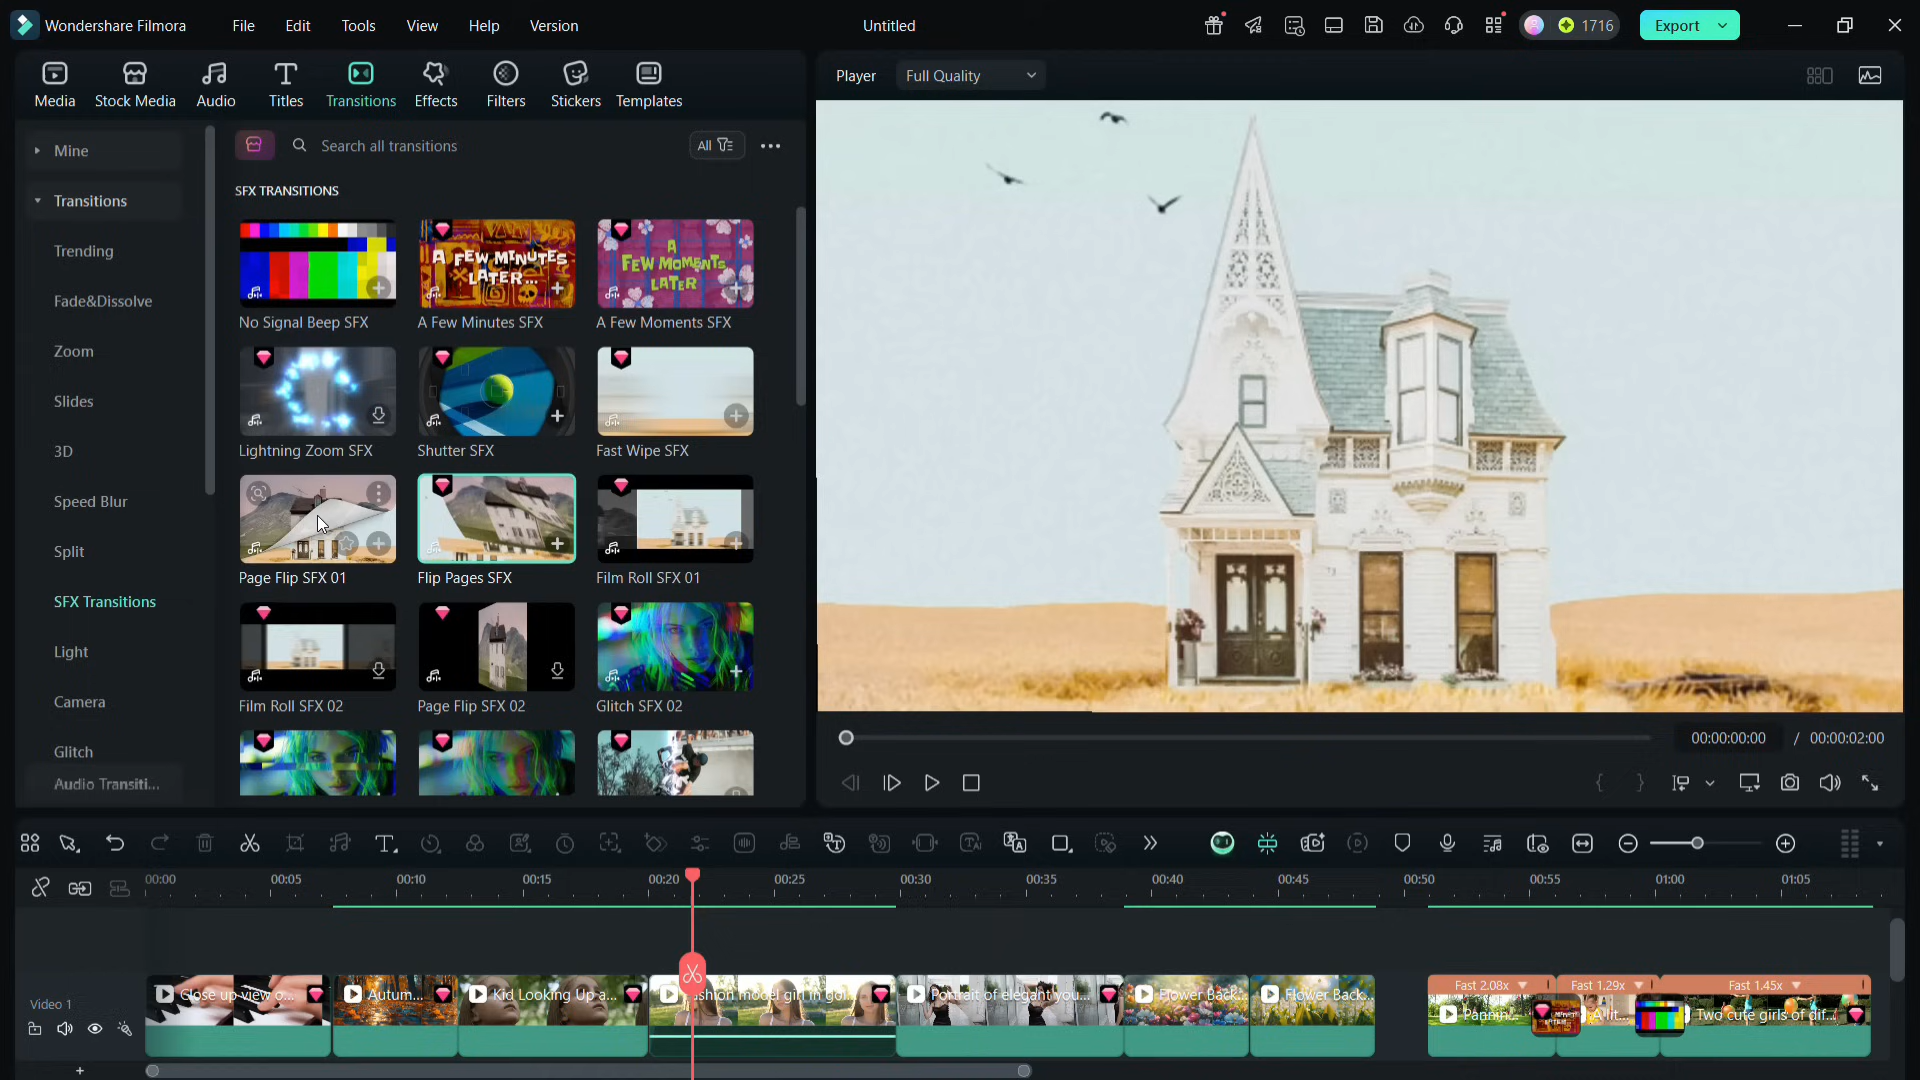 Wondershare Filmora File Edit Tools View Help Version Untitled 1716 Export
Media Stock Media Audio Titles Transitions Effects Filters Stickers Templates
Player Full Quality
Mine
Transitions
Trending
Fade&Dissolve
Zoom
Slides
3D
Speed Blur
Split
SFX Transitions
Light
Camera
Glitch
Audio Transiti...
Search all transitions All
SFX TRANSITIONS
A FEW MINUTES LATER...
A FEW MOMENTS LATER
No Signal Beep SFX A Few Minutes SFX A Few Moments SFX
Lightning Zoom SFX Shutter SFX Fast Wipe SFX
Page Flip SFX 01 Flip Pages SFX Film Roll SFX 01
Film Roll SFX 02 Page Flip SFX 02 Glitch SFX 02
00:00:00:00 / 00:00:02:00
00:00 00:05 00:10 00:15 00:20 00:25 00:30 00:35 00:40 00:45 00:50 00:55 01:00 01:05
Fast 2.08x Fast 1.29x Fast 1.45x
Video 1
Close up view o... Autum... Kid Looking Up a... ashion model girl in gol... Portrait of elegant you... Flower Back... Flower Back... Pannin... A lit... Two cute girls of dif...